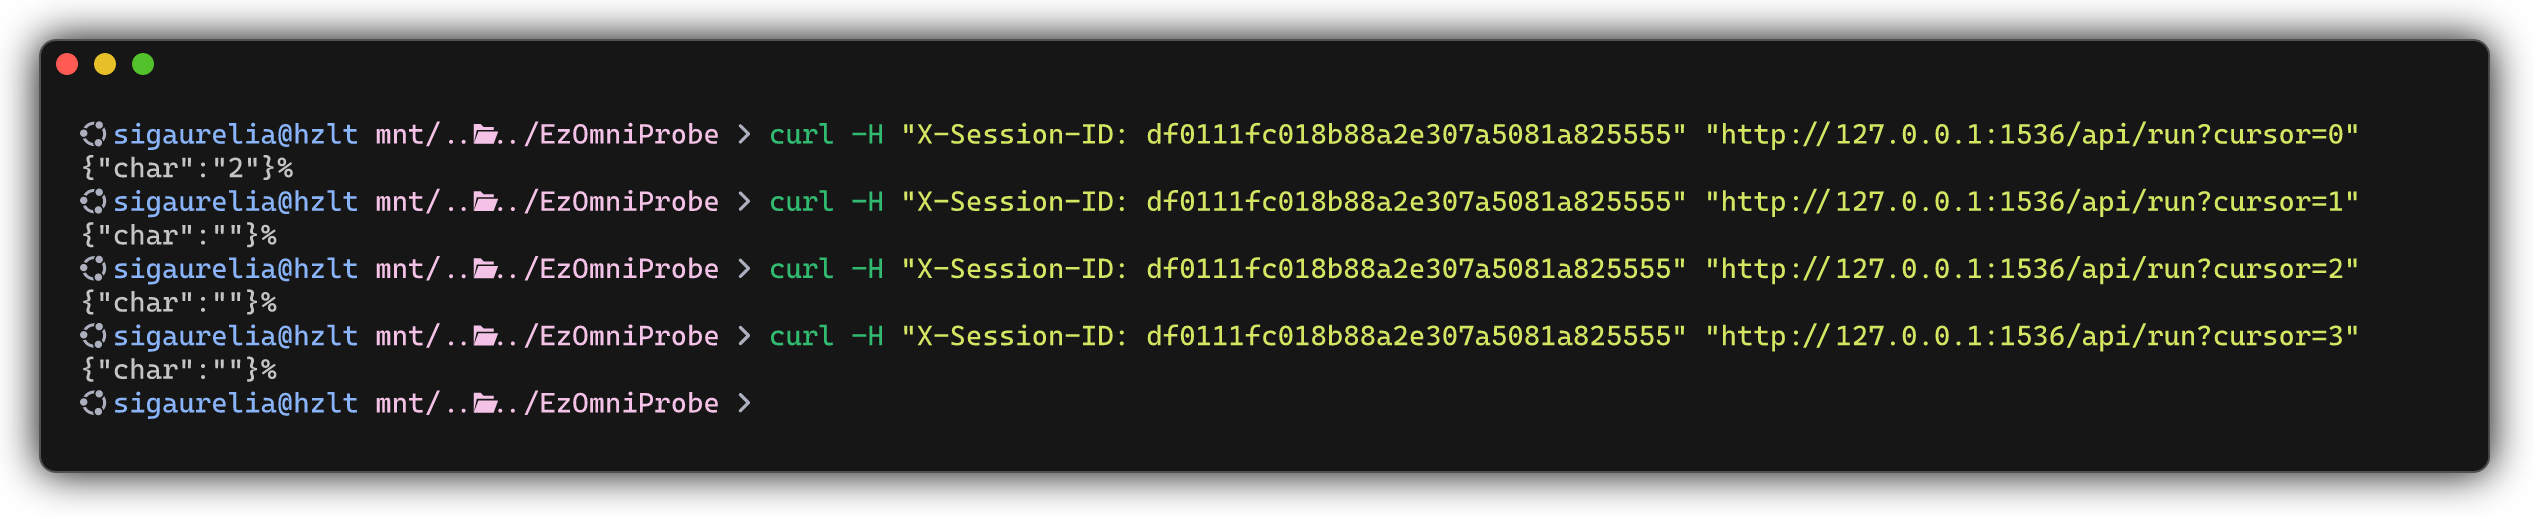 sigaurelia@hzlt mnt/..../EzOmniProbe > curl -H "X-Session-ID: df0111fc018b88a2e307a5081a825555" "http://127.0.0.1:1536/api/run?cursor=0"
{"char":"2"}%
sigaurelia@hzlt mnt/..../EzOmniProbe > curl -H "X-Session-ID: df0111fc018b88a2e307a5081a825555" "http://127.0.0.1:1536/api/run?cursor=1"
{"char":""}%
sigaurelia@hzlt mnt/..../EzOmniProbe > curl -H "X-Session-ID: df0111fc018b88a2e307a5081a825555" "http://127.0.0.1:1536/api/run?cursor=2"
{"char":""}%
sigaurelia@hzlt mnt/..../EzOmniProbe > curl -H "X-Session-ID: df0111fc018b88a2e307a5081a825555" "http://127.0.0.1:1536/api/run?cursor=3"
{"char":""}%
sigaurelia@hzlt mnt/..../EzOmniProbe >